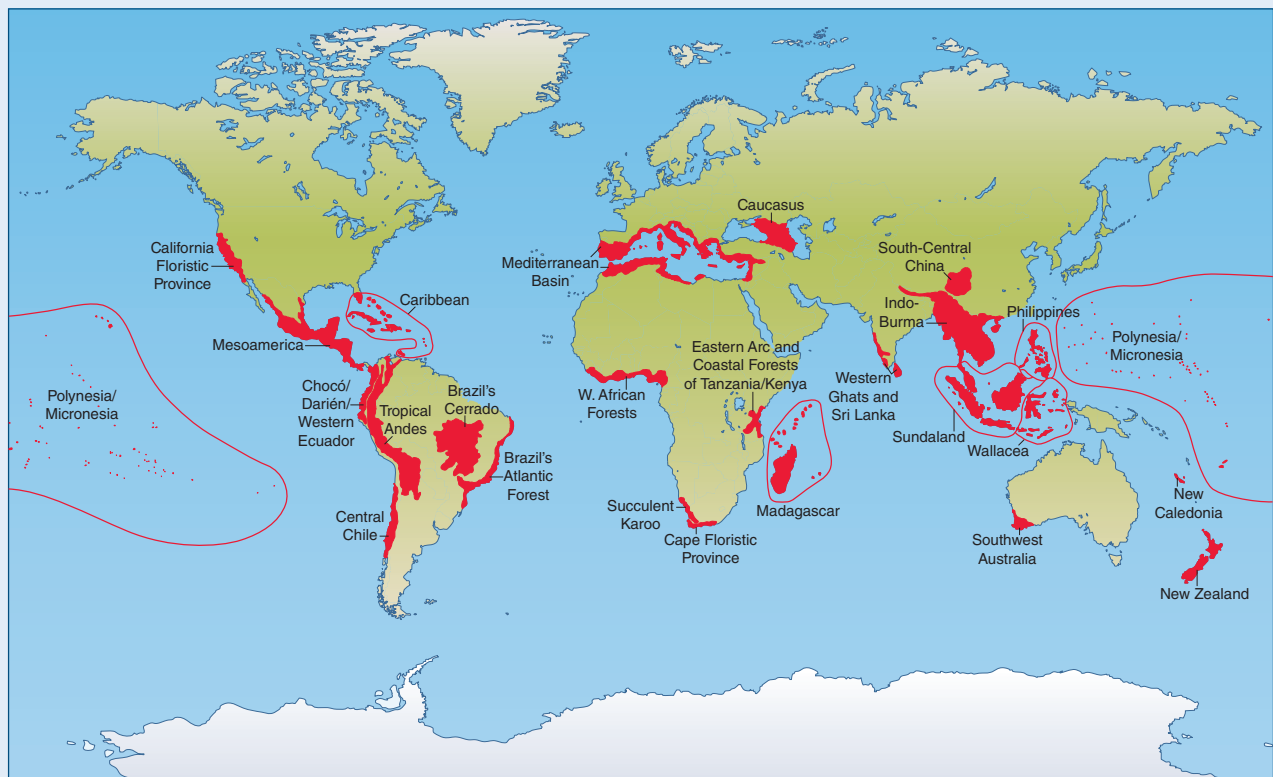 California
Floristic
Province
Mesoamerica
Caribbean
Polynesia/
Micronesia
Chocó/
Darién/
Western
Ecuador
Tropical
Andes
Brazil's
Cerrado
Brazil's
Atlantic
Forest
Central
Chile
Mediterranean
Basin
Caucasus
W. African
Forests
Eastern Arc and
Coastal Forests
of Tanzania/Kenya
Succulent
Karoo
Cape Floristic
Province
Madagascar
South-Central
China
Indo-
Burma
Western
Ghats and
Sri Lanka
Philippines
Sundaland
Wallacea
Polynesia/
Micronesia
Southwest
Australia
New
Caledonia
New Zealand